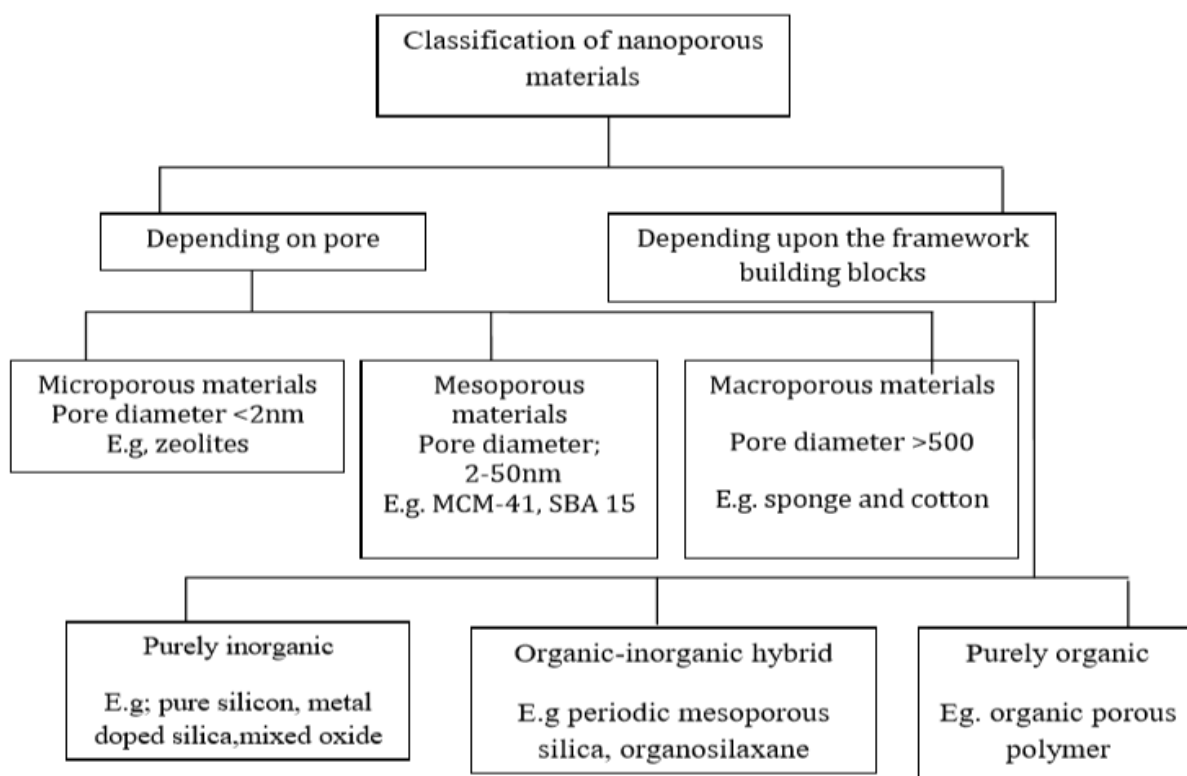 Classification of nanoporous
materials
Depending on pore
Depending upon the framework
building blocks
Microporous materials
Pore diameter <2nm
E.g, zeolites
Mesoporous
materials
Pore diameter;
2-50nm
E.g. MCM-41, SBA 15
Macroporous materials
Pore diameter >500
E.g. sponge and cotton
Purely inorganic
E.g; pure silicon, metal
doped silica,mixed oxide
Organic-inorganic hybrid
E.g periodic mesoporous
silica, organosilaxane
Purely organic
Eg. organic porous
polymer